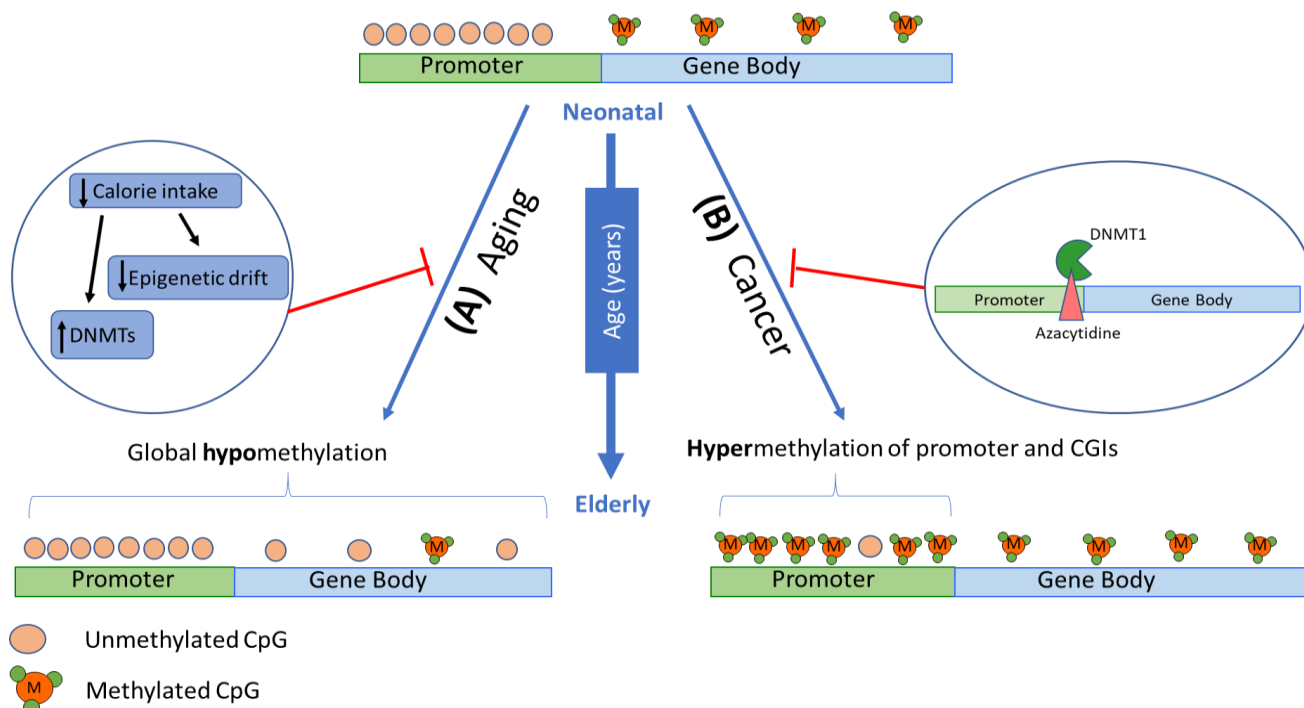 M M M M
Promoter Gene Body
Neonatal
↓ Calorie intake
↓ Epigenetic drift
↑ DNMTs
(A) Aging
Age (years)
(B) Cancer
DNMT1
Promoter Gene Body
Azacytidine
Global hypomethylation
Hypermethylation of promoter and CGIs
Elderly
M M M M M M M M M M M
Promoter Gene Body
Promoter Gene Body
Unmethylated CpG
M Methylated CpG